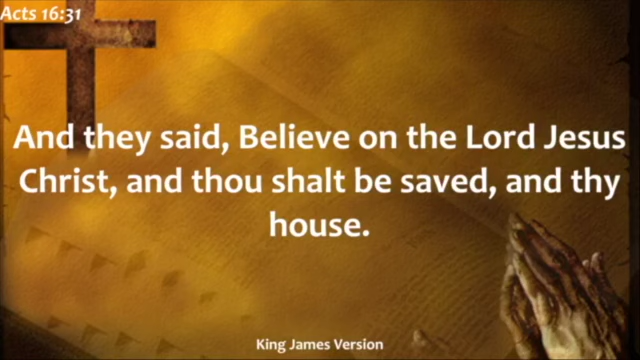 Acts 16:31
And they said, Believe on the Lord Jesus
Christ, and thou shalt be saved, and thy
house.
King James Version